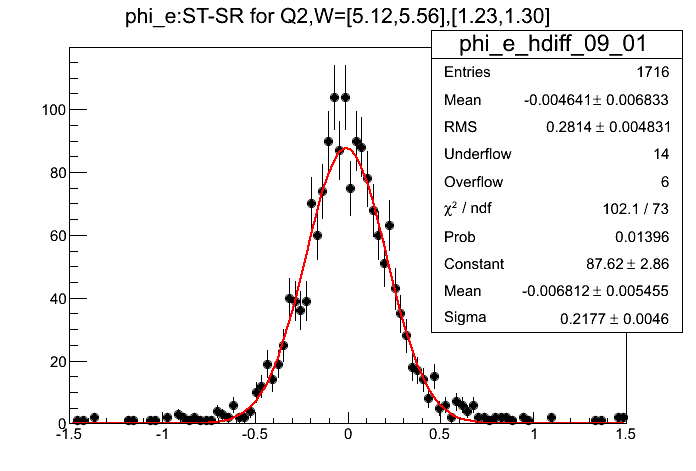 phi_e:ST-SR for Q2,W=[5.12,5.56],[1.23,1.30]
phi_e_hdiff_09_01
Entries 1716
Mean -0.004641 ± 0.006833
RMS 0.2814 ± 0.004831
Underflow 14
Overflow 6
χ² / ndf 102.1 / 73
Prob 0.01396
Constant 87.62 ± 2.86
Mean -0.006812 ± 0.005455
Sigma 0.2177 ± 0.0046
100
80
60
40
20
0
-1.5 -1 -0.5 0 0.5 1 1.5